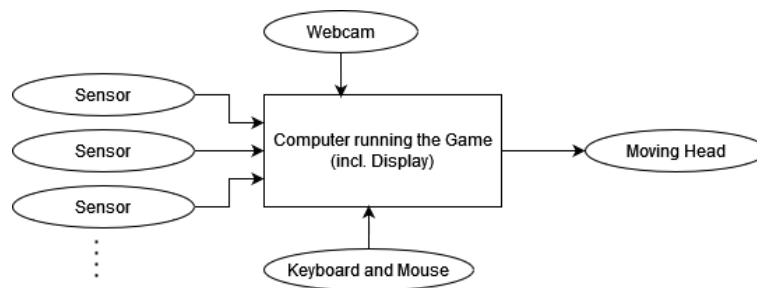 Webcam
Sensor
Sensor
Sensor
Computer running the Game
(incl. Display)
Moving Head
Keyboard and Mouse